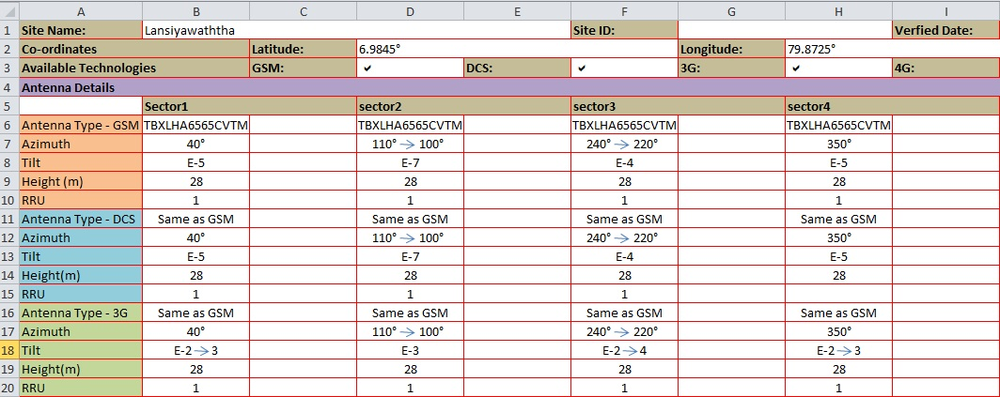 A B C D E F G H I
1 Site Name: Lansiyawaththa Site ID: Verfied Date:
2 Co-ordinates Latitude: 6.9845° Longitude: 79.8725°
3 Available Technologies GSM: ✔ DCS: ✔ 3G: ✔ 4G:
4 Antenna Details
5 Sector1 sector2 sector3 sector4
6 Antenna Type - GSM TBXLHA6565CVTM TBXLHA6565CVTM TBXLHA6565CVTM TBXLHA6565CVTM
7 Azimuth 40° 110° → 100° 240° → 220° 350°
8 Tilt E-5 E-7 E-4 E-5
9 Height (m) 28 28 28 28
10 RRU 1 1 1 1
11 Antenna Type - DCS Same as GSM Same as GSM Same as GSM Same as GSM
12 Azimuth 40° 110° → 100° 240° → 220° 350°
13 Tilt E-5 E-7 E-4 E-5
14 Height(m) 28 28 28 28
15 RRU 1 1 1
16 Antenna Type - 3G Same as GSM Same as GSM Same as GSM Same as GSM
17 Azimuth 40° 110° → 100° 240° → 220° 350°
18 Tilt E-2 → 3 E-3 E-2 → 4 E-2 → 3
19 Height(m) 28 28 28 28
20 RRU 1 1 1 1